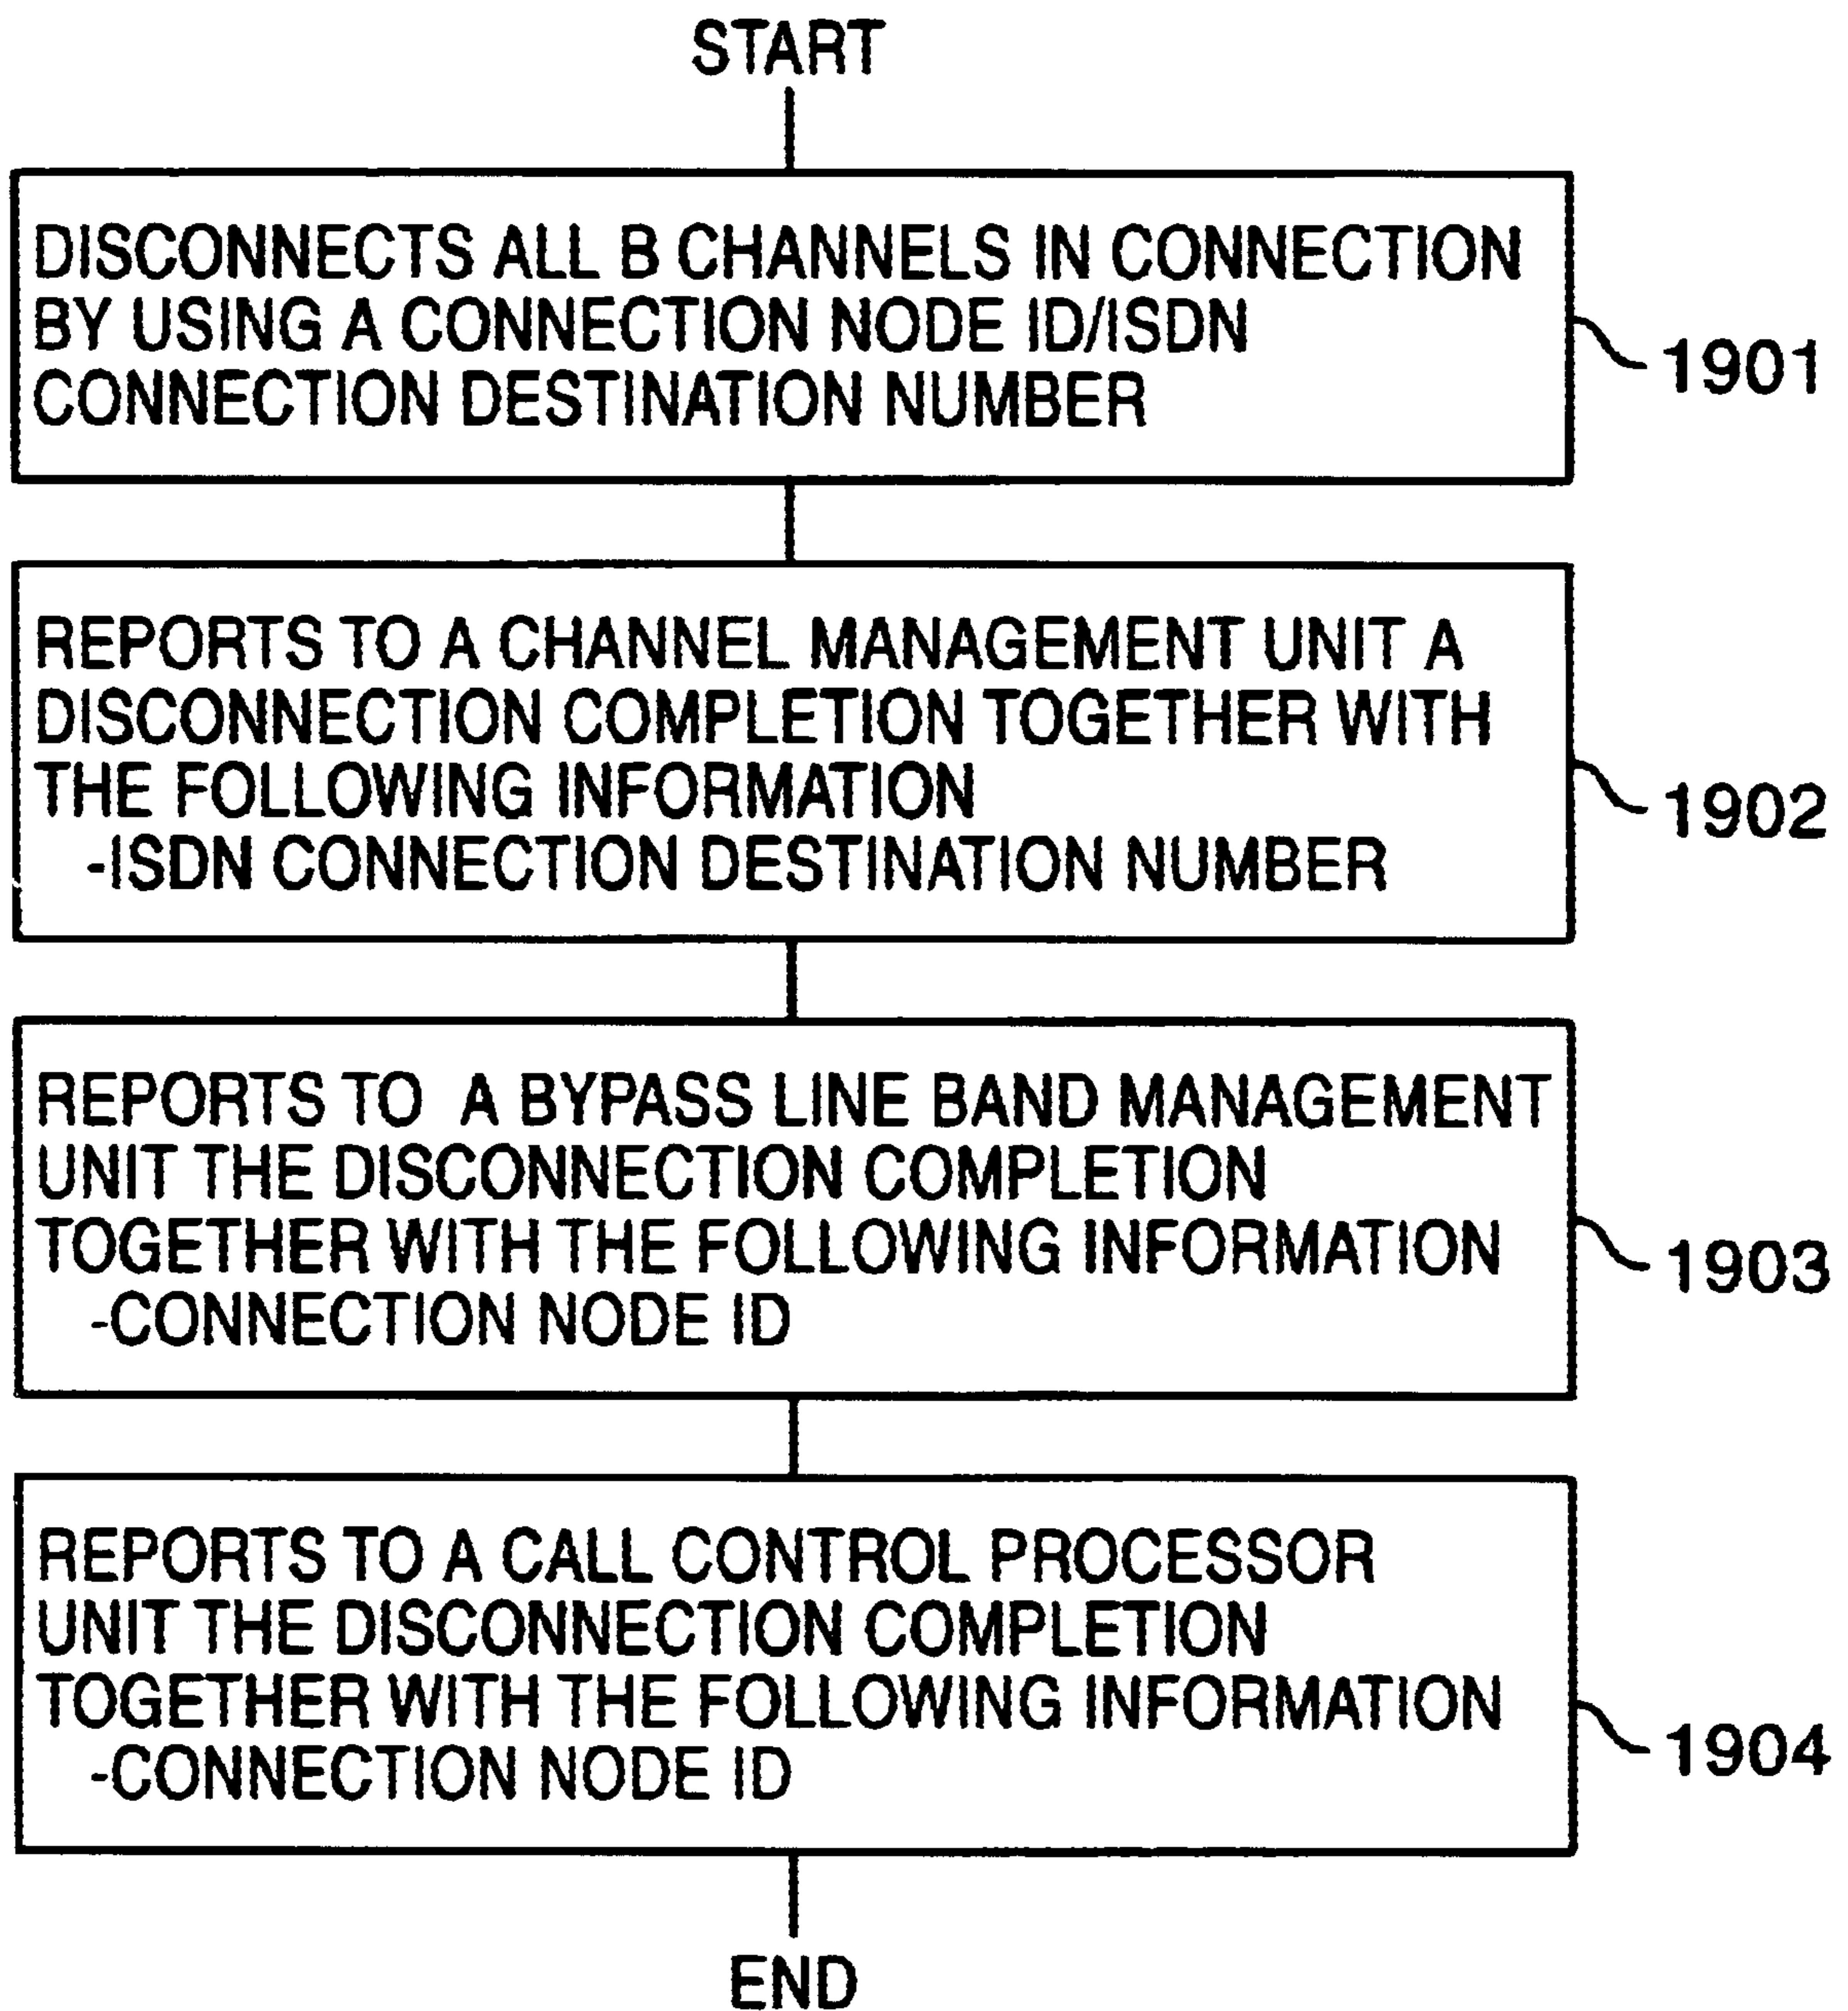 START
DISCONNECTS ALL B CHANNELS IN CONNECTION
BY USING A CONNECTION NODE ID/ISDN
CONNECTION DESTINATION NUMBER
1901
REPORTS TO A CHANNEL MANAGEMENT UNIT A
DISCONNECTION COMPLETION TOGETHER WITH
THE FOLLOWING INFORMATION
-ISDN CONNECTION DESTINATION NUMBER
1902
REPORTS TO A BYPASS LINE BAND MANAGEMENT
UNIT THE DISCONNECTION COMPLETION
TOGETHER WITH THE FOLLOWING INFORMATION
-CONNECTION NODE ID
1903
REPORTS TO A CALL CONTROL PROCESSOR
UNIT THE DISCONNECTION COMPLETION
TOGETHER WITH THE FOLLOWING INFORMATION
-CONNECTION NODE ID
1904
END